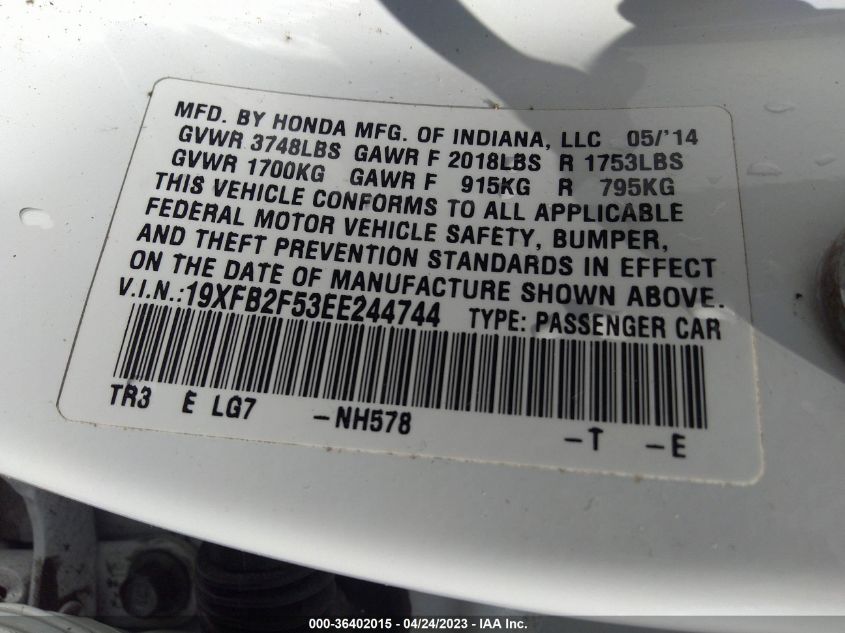 MFD. BY HONDA MFG. OF INDIANA, LLC 05/'14
GVWR 3748LBS GAWR F 2018LBS R 1753LBS
GVWR 1700KG GAWR F 915KG R 795KG
THIS VEHICLE CONFORMS TO ALL APPLICABLE
FEDERAL MOTOR VEHICLE SAFETY, BUMPER,
AND THEFT PREVENTION STANDARDS IN EFFECT
ON THE DATE OF MANUFACTURE SHOWN ABOVE.
V.I.N.:19XFB2F53EE244744 TYPE: PASSENGER CAR
TR3 E LG7 -NH578 -T -E
000-36402015 - 04/24/2023 - IAA Inc.